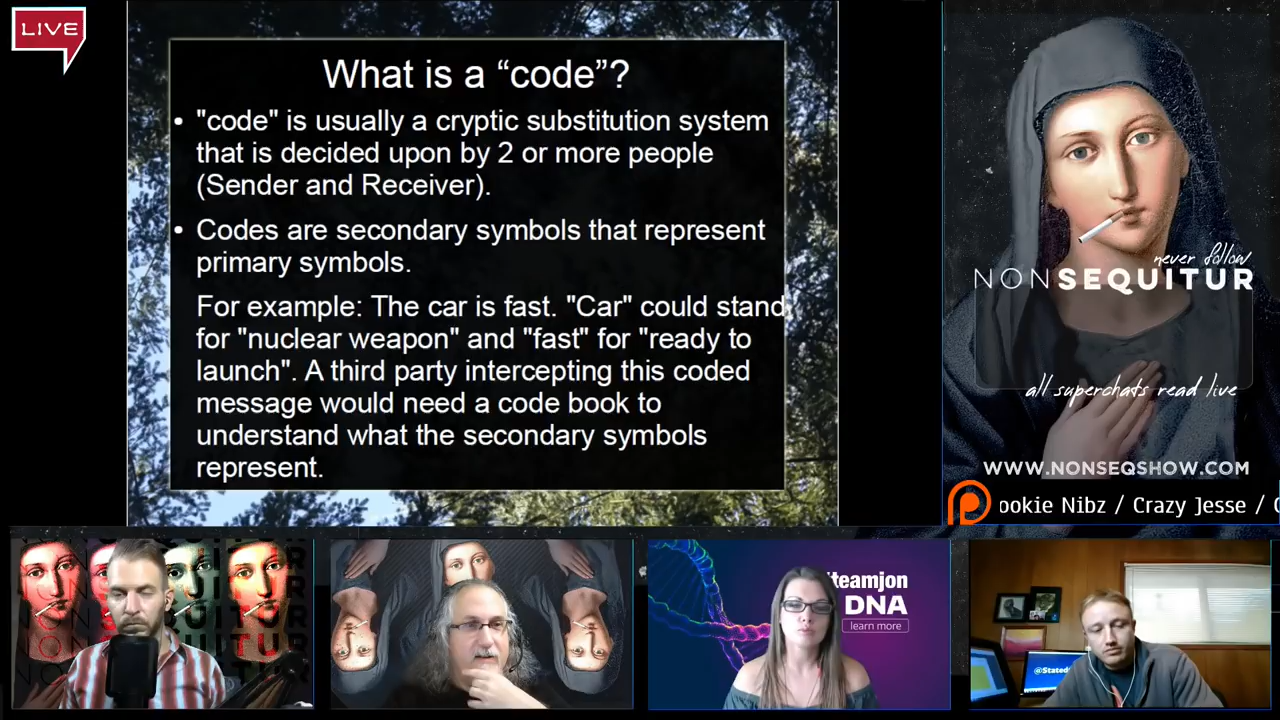 LIVE
What is a “code”?
• "code" is usually a cryptic substitution system
that is decided upon by 2 or more people
(Sender and Receiver).
• Codes are secondary symbols that represent
primary symbols.
For example: The car is fast. "Car" could stand
for "nuclear weapon" and "fast" for "ready to
launch". A third party intercepting this coded
message would need a code book to
understand what the secondary symbols
represent.
never follow
NONSEQUITUR
all superchats read live
WWW.NONSEQSHOW.COM
ookie Nibz / Crazy Jesse /
teamjon
DNA
learn more
@Stated